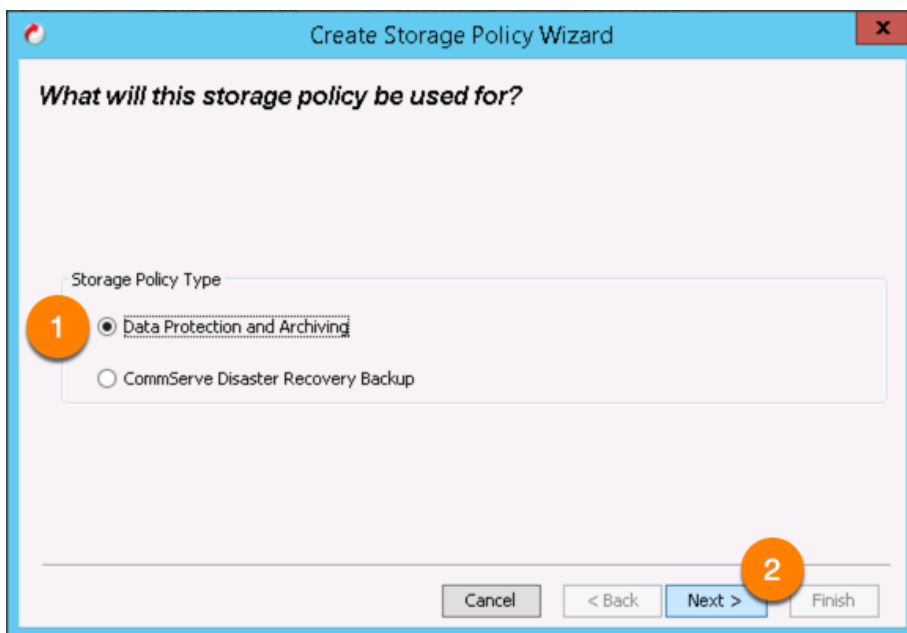 Create Storage Policy Wizard
x
What will this storage policy be used for?
Storage Policy Type
1
Data Protection and Archiving
CommServe Disaster Recovery Backup
2
Cancel < Back Next > Finish